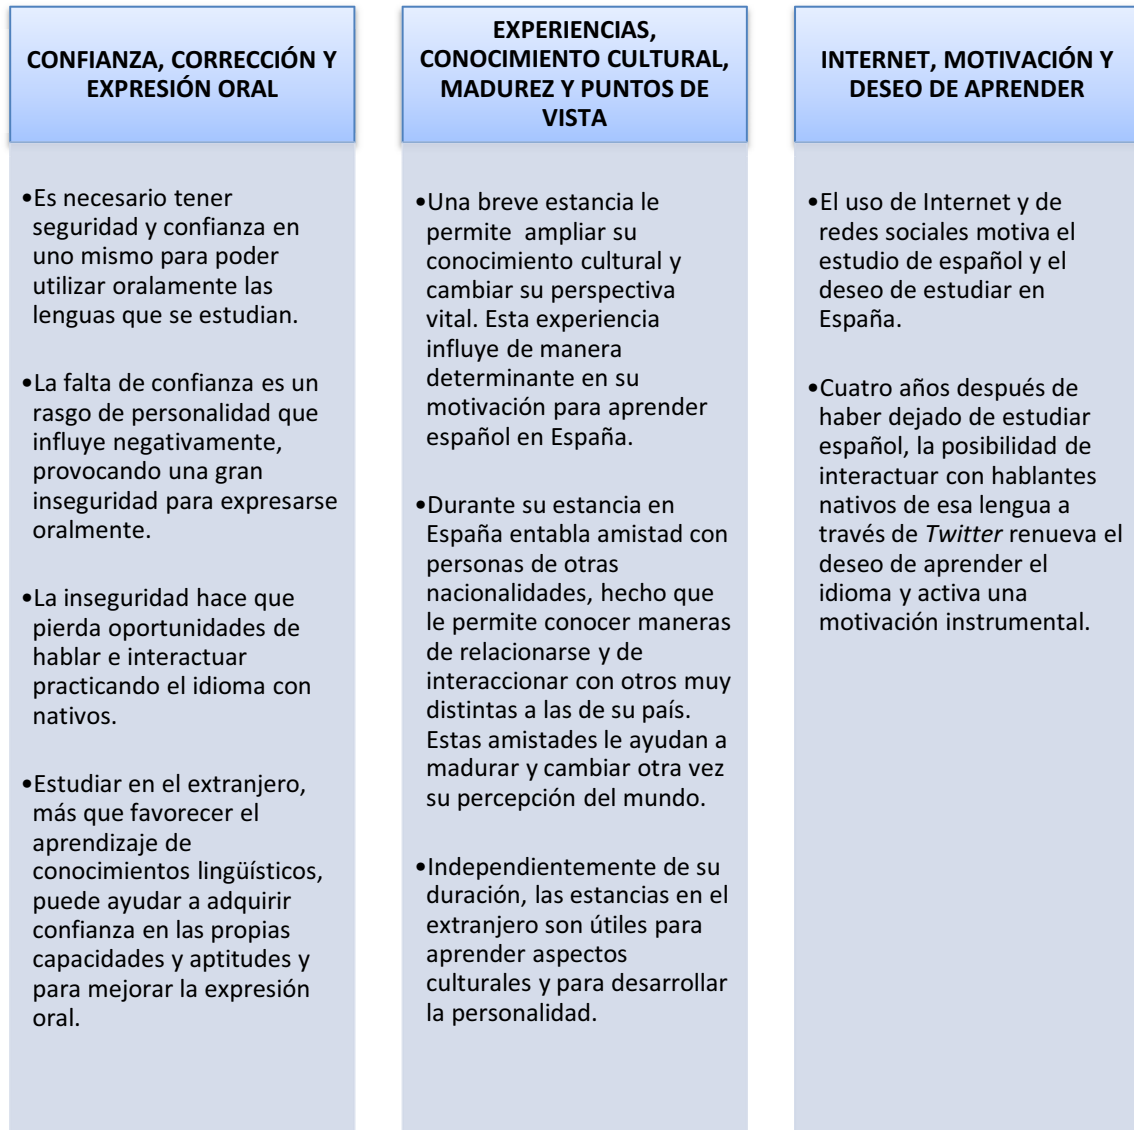 CONFIANZA, CORRECCIÓN Y
EXPRESIÓN ORAL
•Es necesario tener
seguridad y confianza en
uno mismo para poder
utilizar oralamente las
lenguas que se estudian.
•La falta de confianza es un
rasgo de personalidad que
influye negativamente,
provocando una gran
inseguridad para expresarse
oralmente.
•La inseguridad hace que
pierda oportunidades de
hablar e interactuar
practicando el idioma con
nativos.
•Estudiar en el extranjero,
más que favorecer el
aprendizaje de
conocimientos lingüísticos,
puede ayudar a adquirir
confianza en las propias
capacidades y aptitudes y
para mejorar la expresión
oral.
EXPERIENCIAS,
CONOCIMIENTO CULTURAL,
MADUREZ Y PUNTOS DE
VISTA
•Una breve estancia le
permite ampliar su
conocimiento cultural y
cambiar su perspectiva
vital. Esta experiencia
influye de manera
determinante en su
motivación para aprender
español en España.
•Durante su estancia en
España entabla amistad con
personas de otras
nacionalidades, hecho que
le permite conocer maneras
de relacionarse y de
interaccionar con otros muy
distintas a las de su país.
Estas amistades le ayudan a
madurar y cambiar otra vez
su percepción del mundo.
•Independientemente de su
duración, las estancias en el
extranjero son útiles para
aprender aspectos
culturales y para desarrollar
la personalidad.
INTERNET, MOTIVACIÓN Y
DESEO DE APRENDER
•El uso de Internet y de
redes sociales motiva el
estudio de español y el
deseo de estudiar en
España.
•Cuatro años después de
haber dejado de estudiar
español, la posibilidad de
interactuar con hablantes
nativos de esa lengua a
través de Twitter renueva el
deseo de aprender el
idioma y activa una
motivación instrumental.